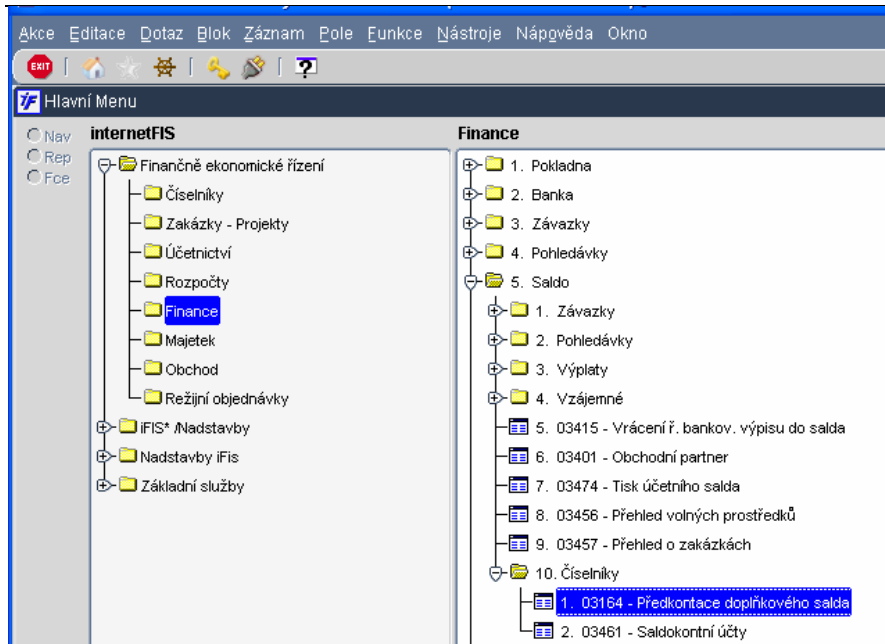 Akce Editace Dotaz Blok Záznam Pole Funkce Nástroje Nápověda Okno
EXIT
iF Hlavní Menu
Nav
Rep
Fce
internetFIS
Finančně ekonomické řízení
Číselníky
Zakázky - Projekty
Účetnictví
Rozpočty
Finance
Majetek
Obchod
Režijní objednávky
iFIS* /Nadstavby
Nadstavby iFis
Základní služby
Finance
1. Pokladna
2. Banka
3. Závazky
4. Pohledávky
5. Saldo
1. Závazky
2. Pohledávky
3. Výplaty
4. Vzájemné
5. 03415 - Vrácení ř. bankov. výpisu do salda
6. 03401 - Obchodní partner
7. 03474 - Tisk účetního salda
8. 03456 - Přehled volných prostředků
9. 03457 - Přehled o zakázkách
10. Číselníky
1. 03164 - Předkontace doplňkového salda
2. 03461 - Saldokontní účty